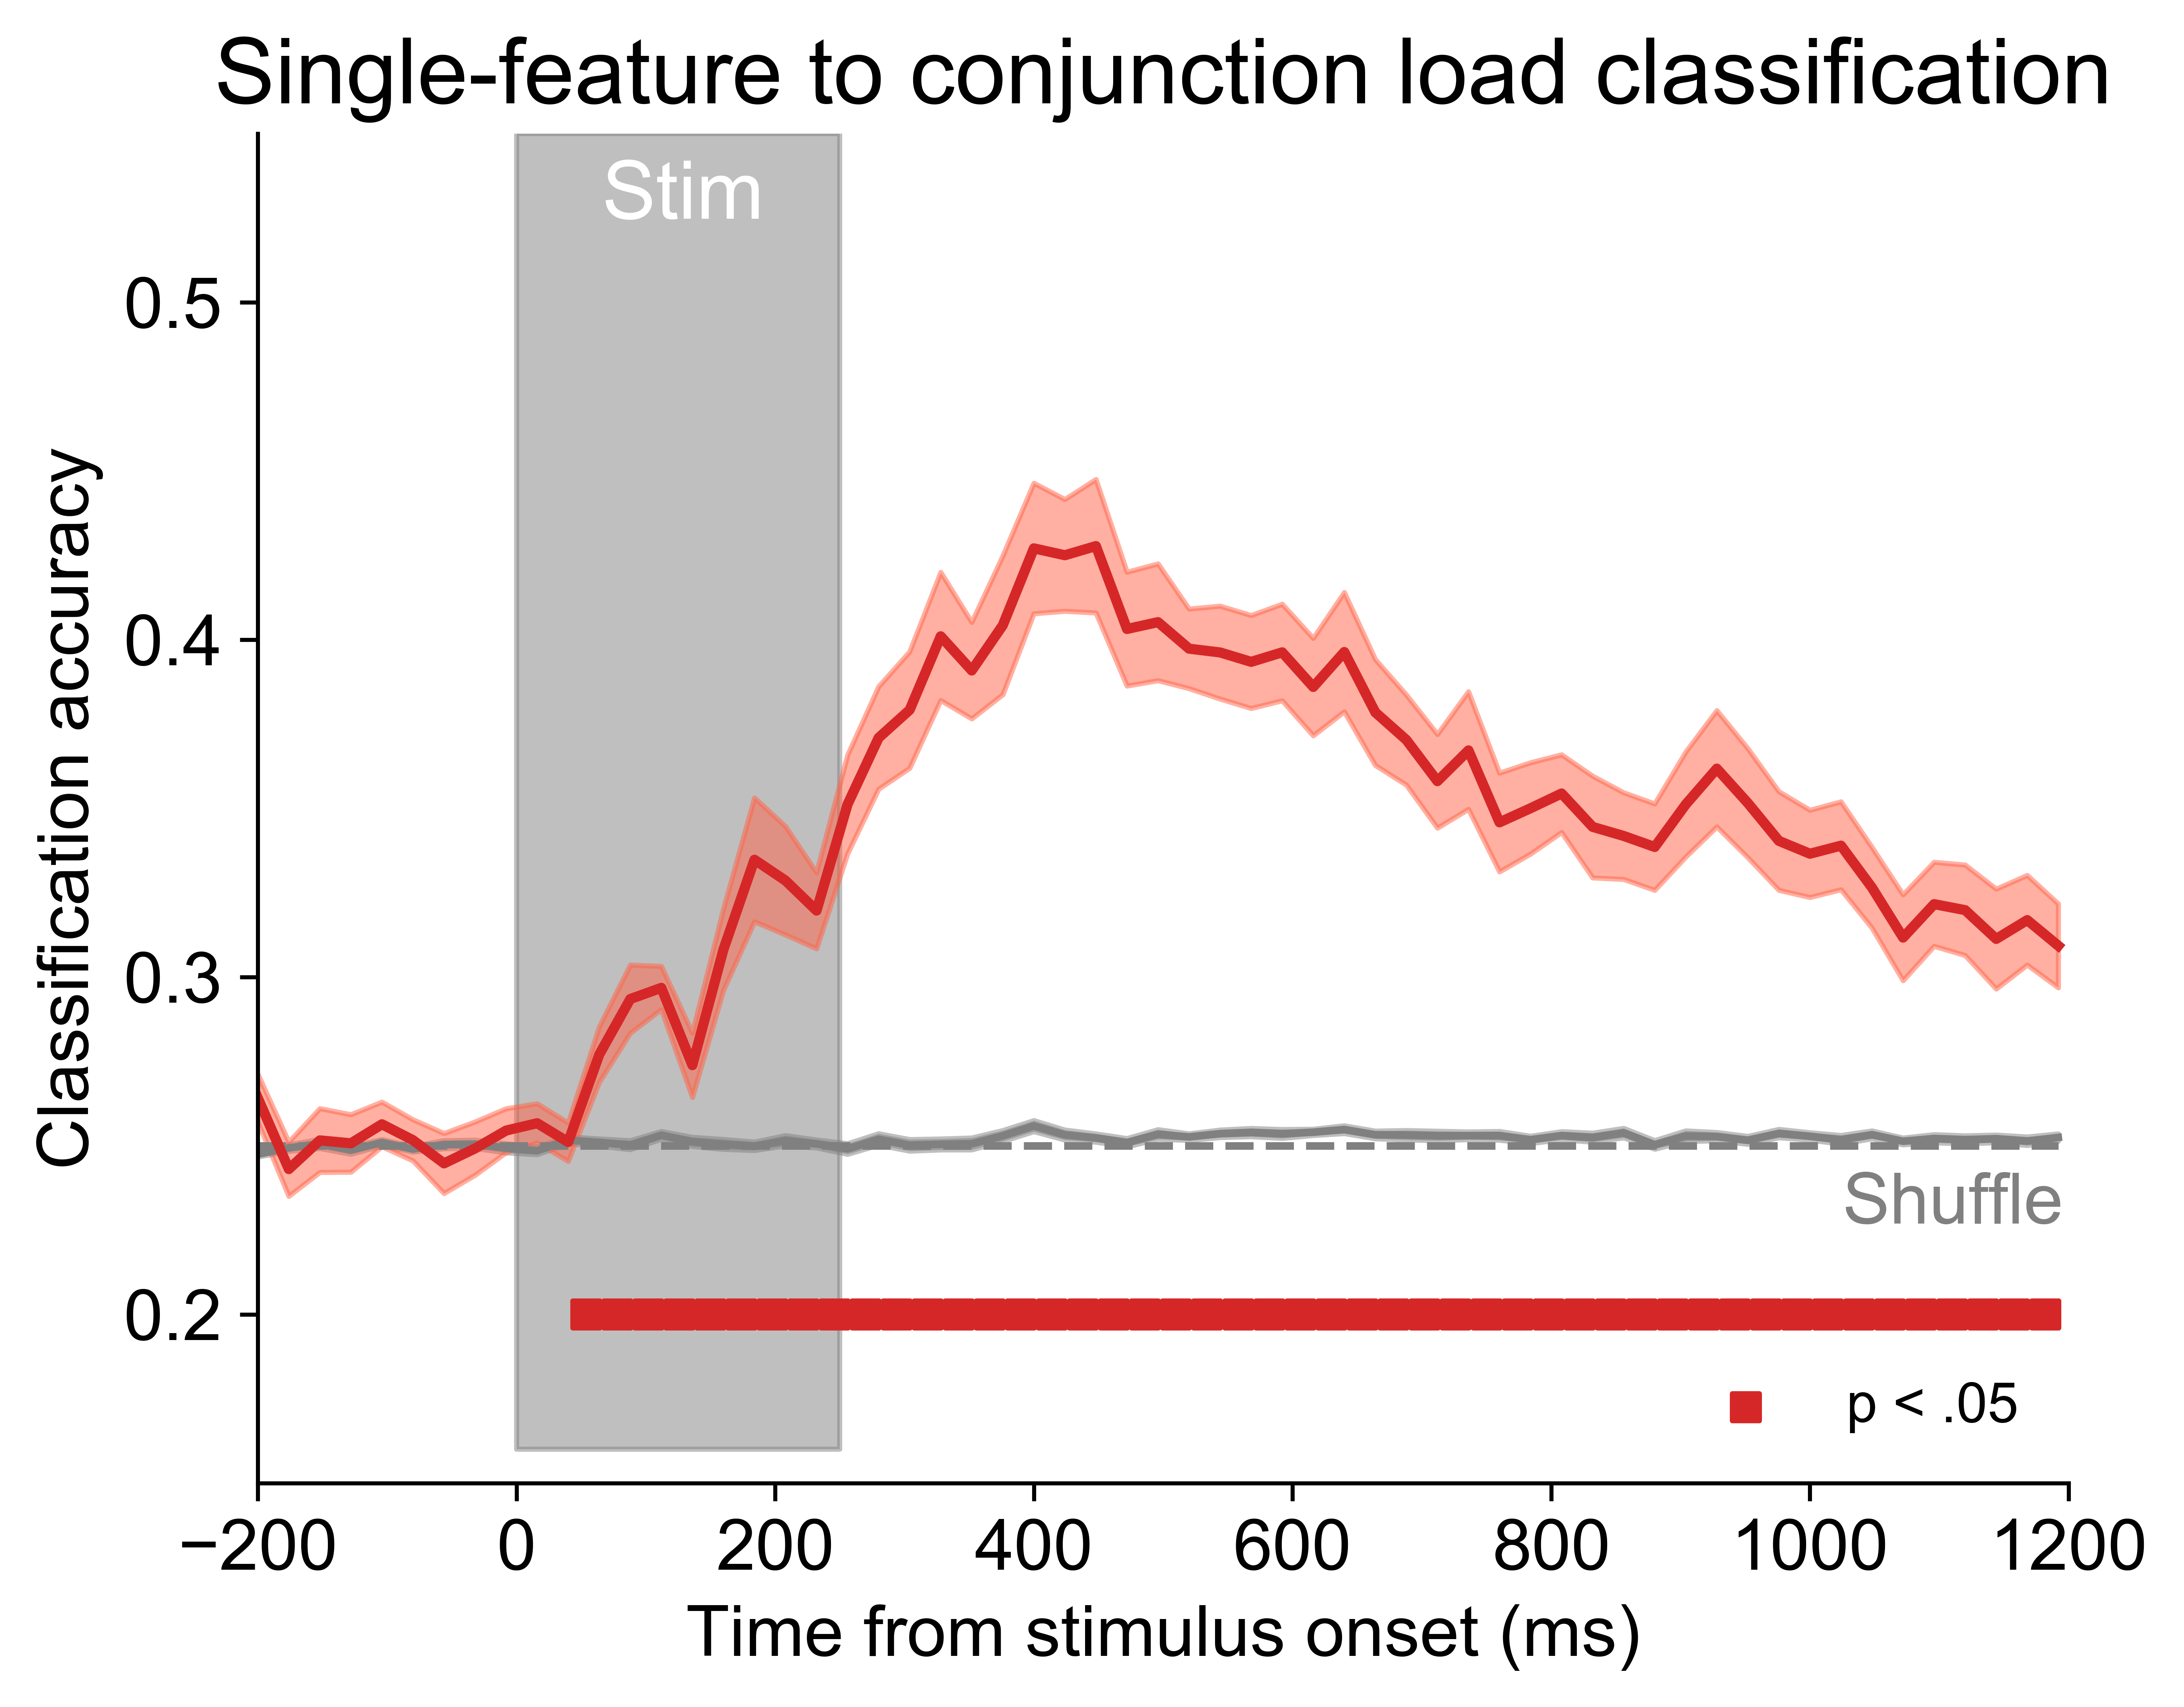 Single-feature to conjunction load classification
Stim
Classification accuracy
0.5
0.4
0.3
0.2
Shuffle
p < .05
−200 0 200 400 600 800 1000 1200
Time from stimulus onset (ms)